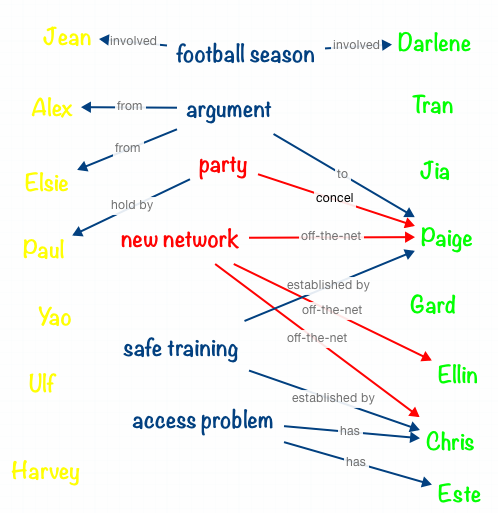 Jean
involved
football season
involved
Darlene
Alex
from
argument
Tran
from
party
to
Jia
Elsie
hold by
concel
Paul
new network
off-the-net
Paige
established by
Yao
off-the-net
Gard
off-the-net
safe training
Ulf
Ellin
established by
access problem
has
Chris
has
Harvey
Este